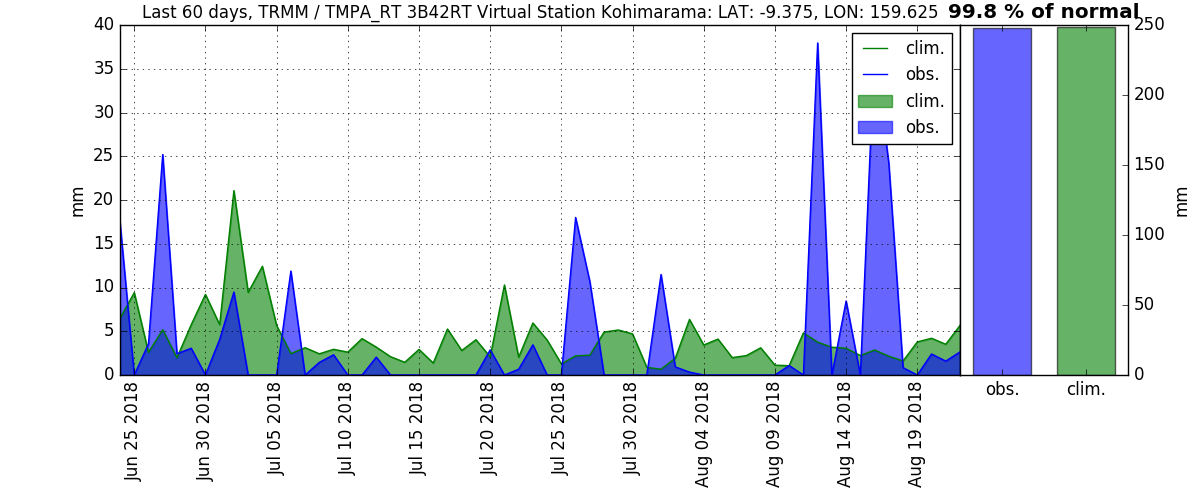 Last 60 days, TRMM / TMPA_RT 3B42RT Virtual Station Kohimarama: LAT: -9.375, LON: 159.625
99.8 % of normal
40
35
30
25
20
15
10
5
0
mm
clim.
obs.
clim.
obs.
Jun 25 2018
Jun 30 2018
Jul 05 2018
Jul 10 2018
Jul 15 2018
Jul 20 2018
Jul 25 2018
Jul 30 2018
Aug 04 2018
Aug 09 2018
Aug 14 2018
Aug 19 2018
250
200
150
100
50
0
mm
obs.
clim.